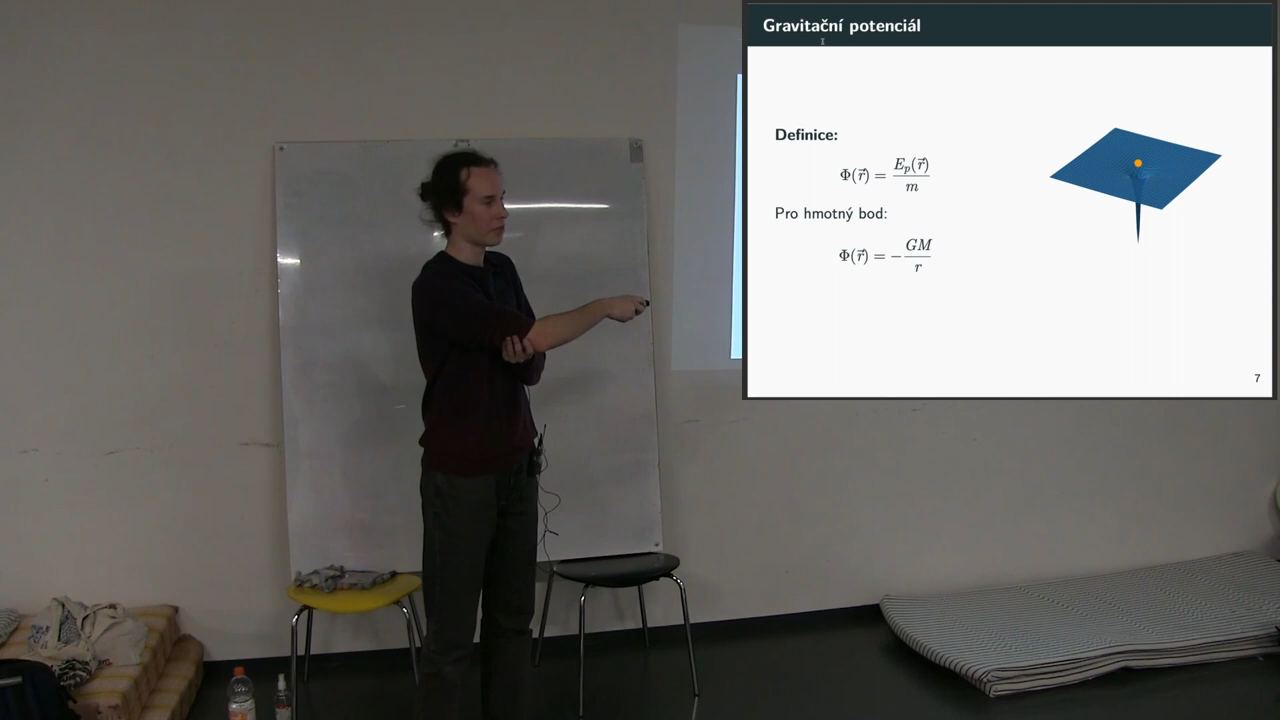 Gravitační potenciál
Definice:
Φ(r⃗) = E_p(r⃗) / m
Pro hmotný bod:
Φ(r⃗) = − GM / r
7